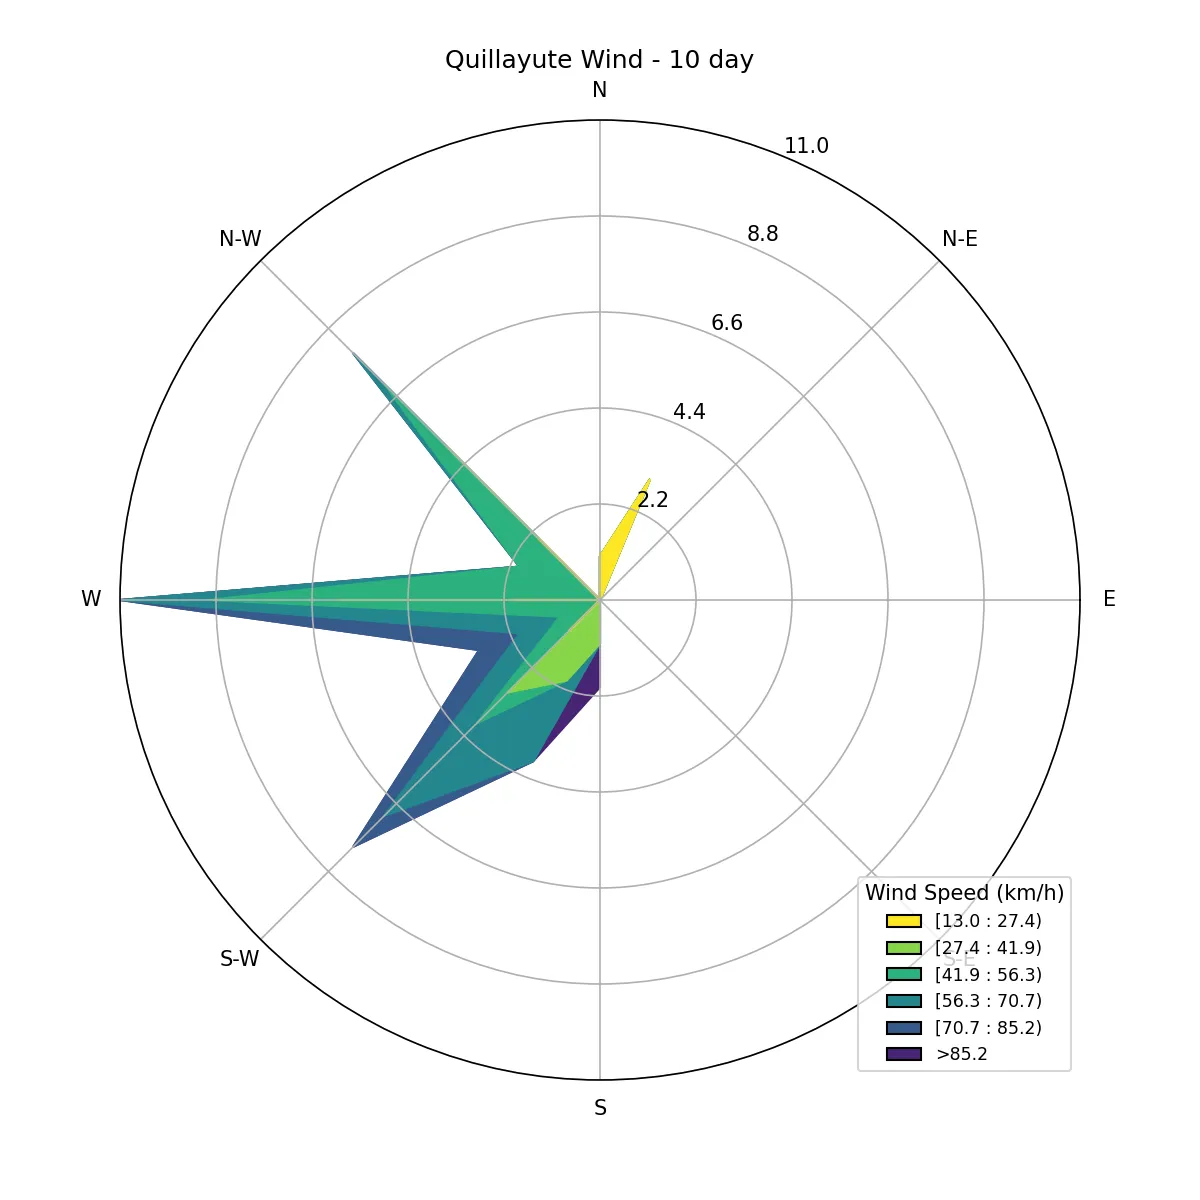 Quillayute Wind - 10 day
N
11.0
N-W
8.8
N-E
6.6
4.4
2.2
W
E
Wind Speed (km/h)
[13.0 : 27.4)
[27.4 : 41.9)
S-W
S-E
[41.9 : 56.3)
[56.3 : 70.7)
[70.7 : 85.2)
>85.2
S